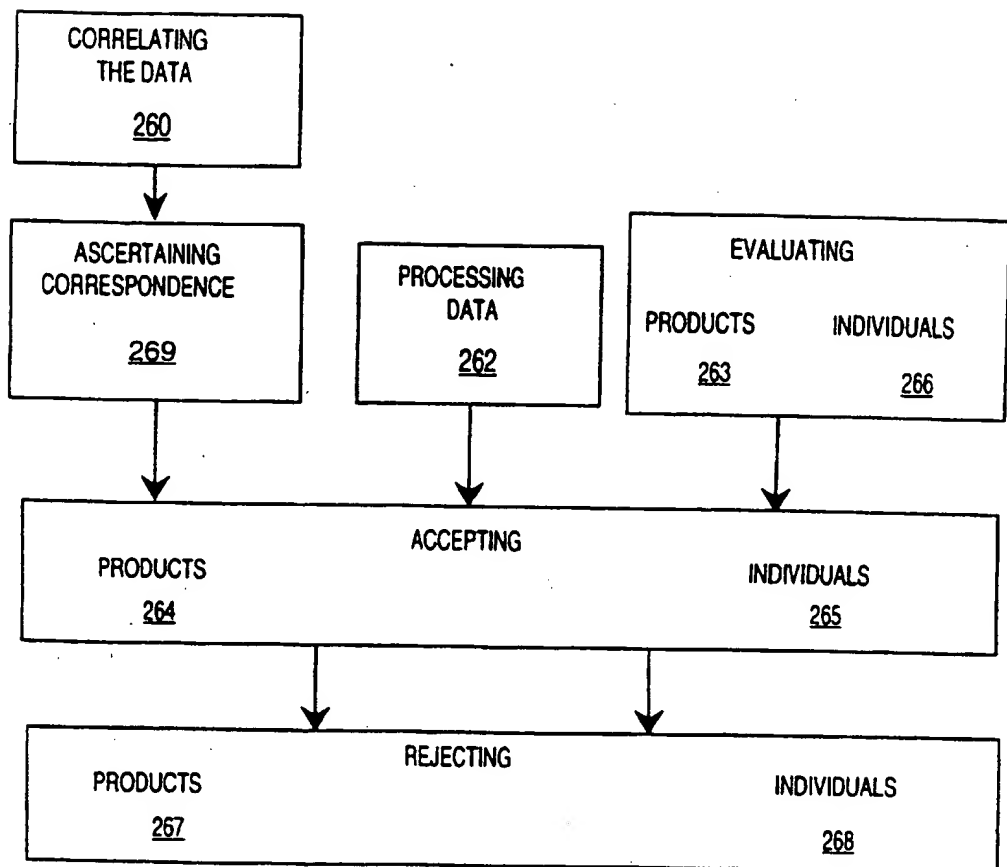 CORRELATING
THE DATA
260
ASCERTAINING
CORRESPONDENCE
269
PROCESSING
DATA
262
EVALUATING
PRODUCTS INDIVIDUALS
263 266
ACCEPTING
PRODUCTS INDIVIDUALS
264 265
REJECTING
PRODUCTS INDIVIDUALS
267 268